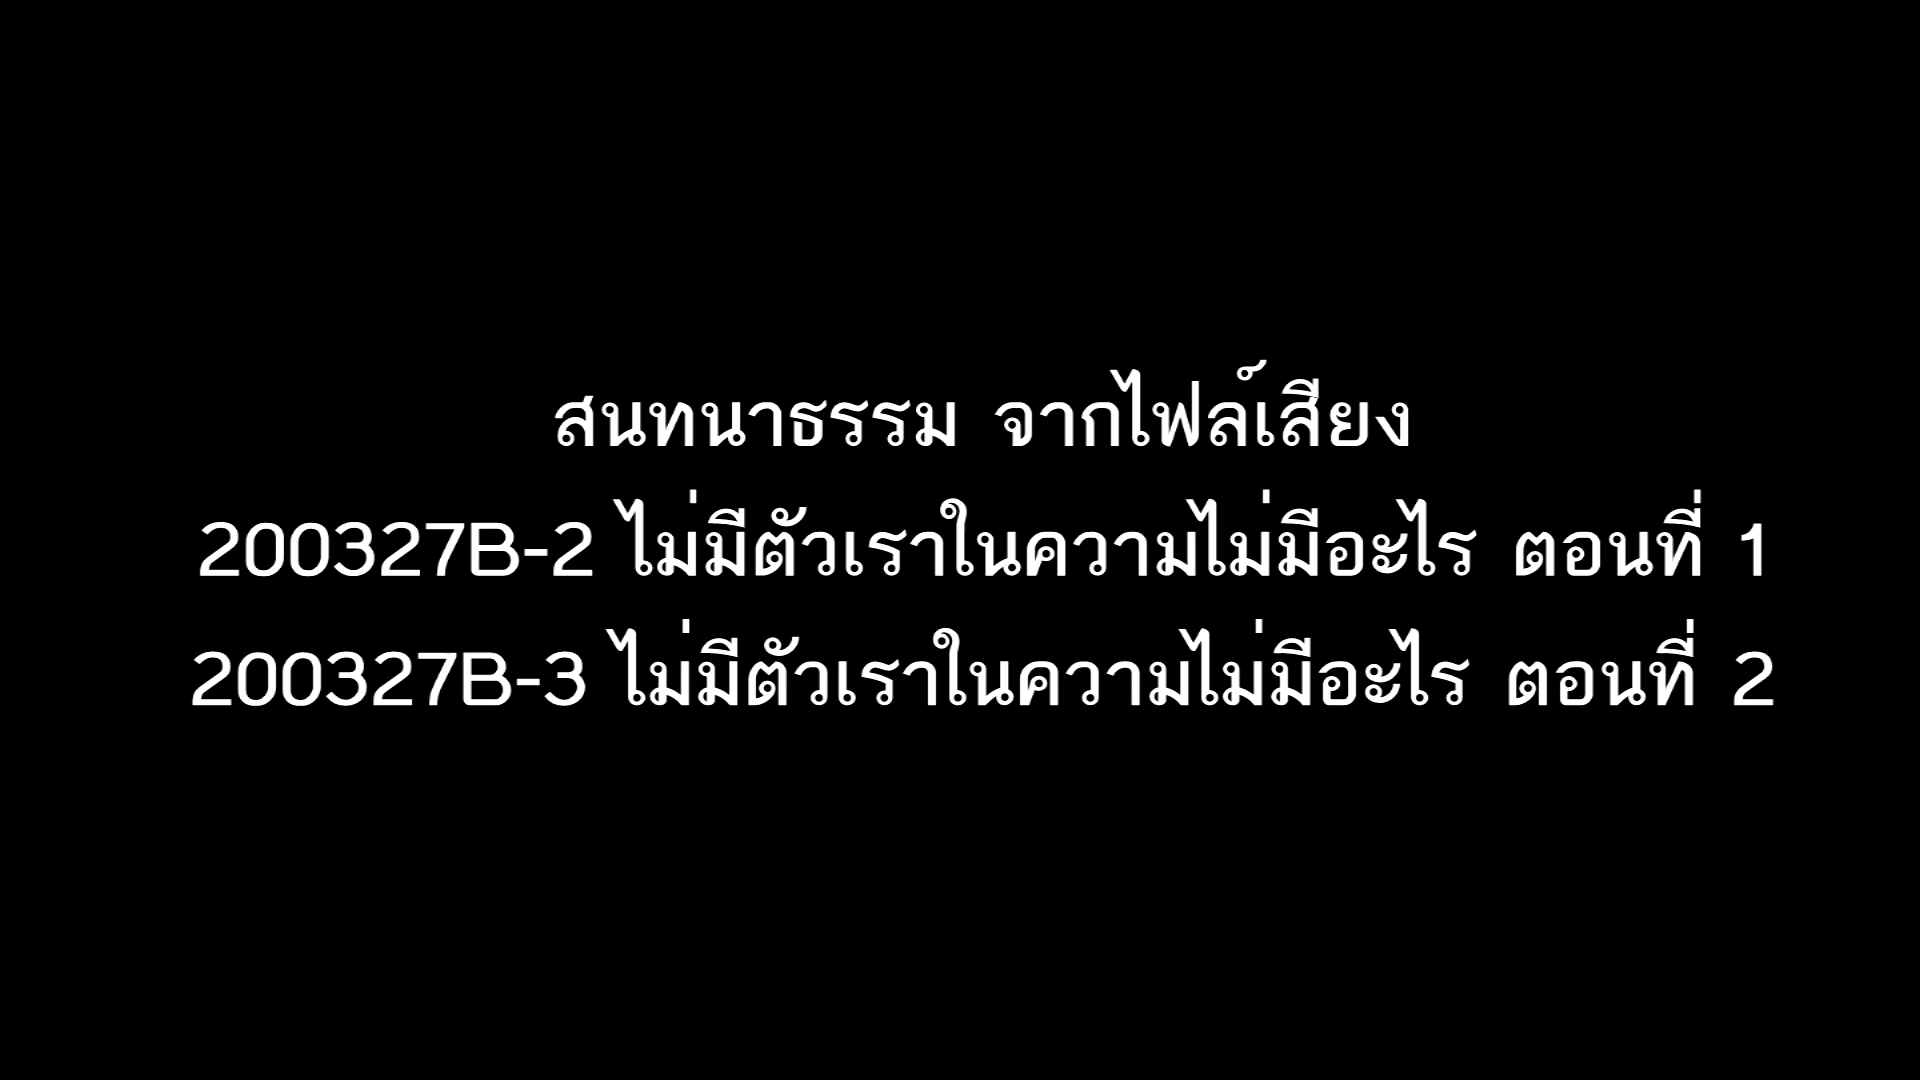 สนทนาธรรม จากไฟล์เสียง
200327B-2 ไม่มีตัวเราในความไม่มีอะไร ตอนที่ 1
200327B-3 ไม่มีตัวเราในความไม่มีอะไร ตอนที่ 2